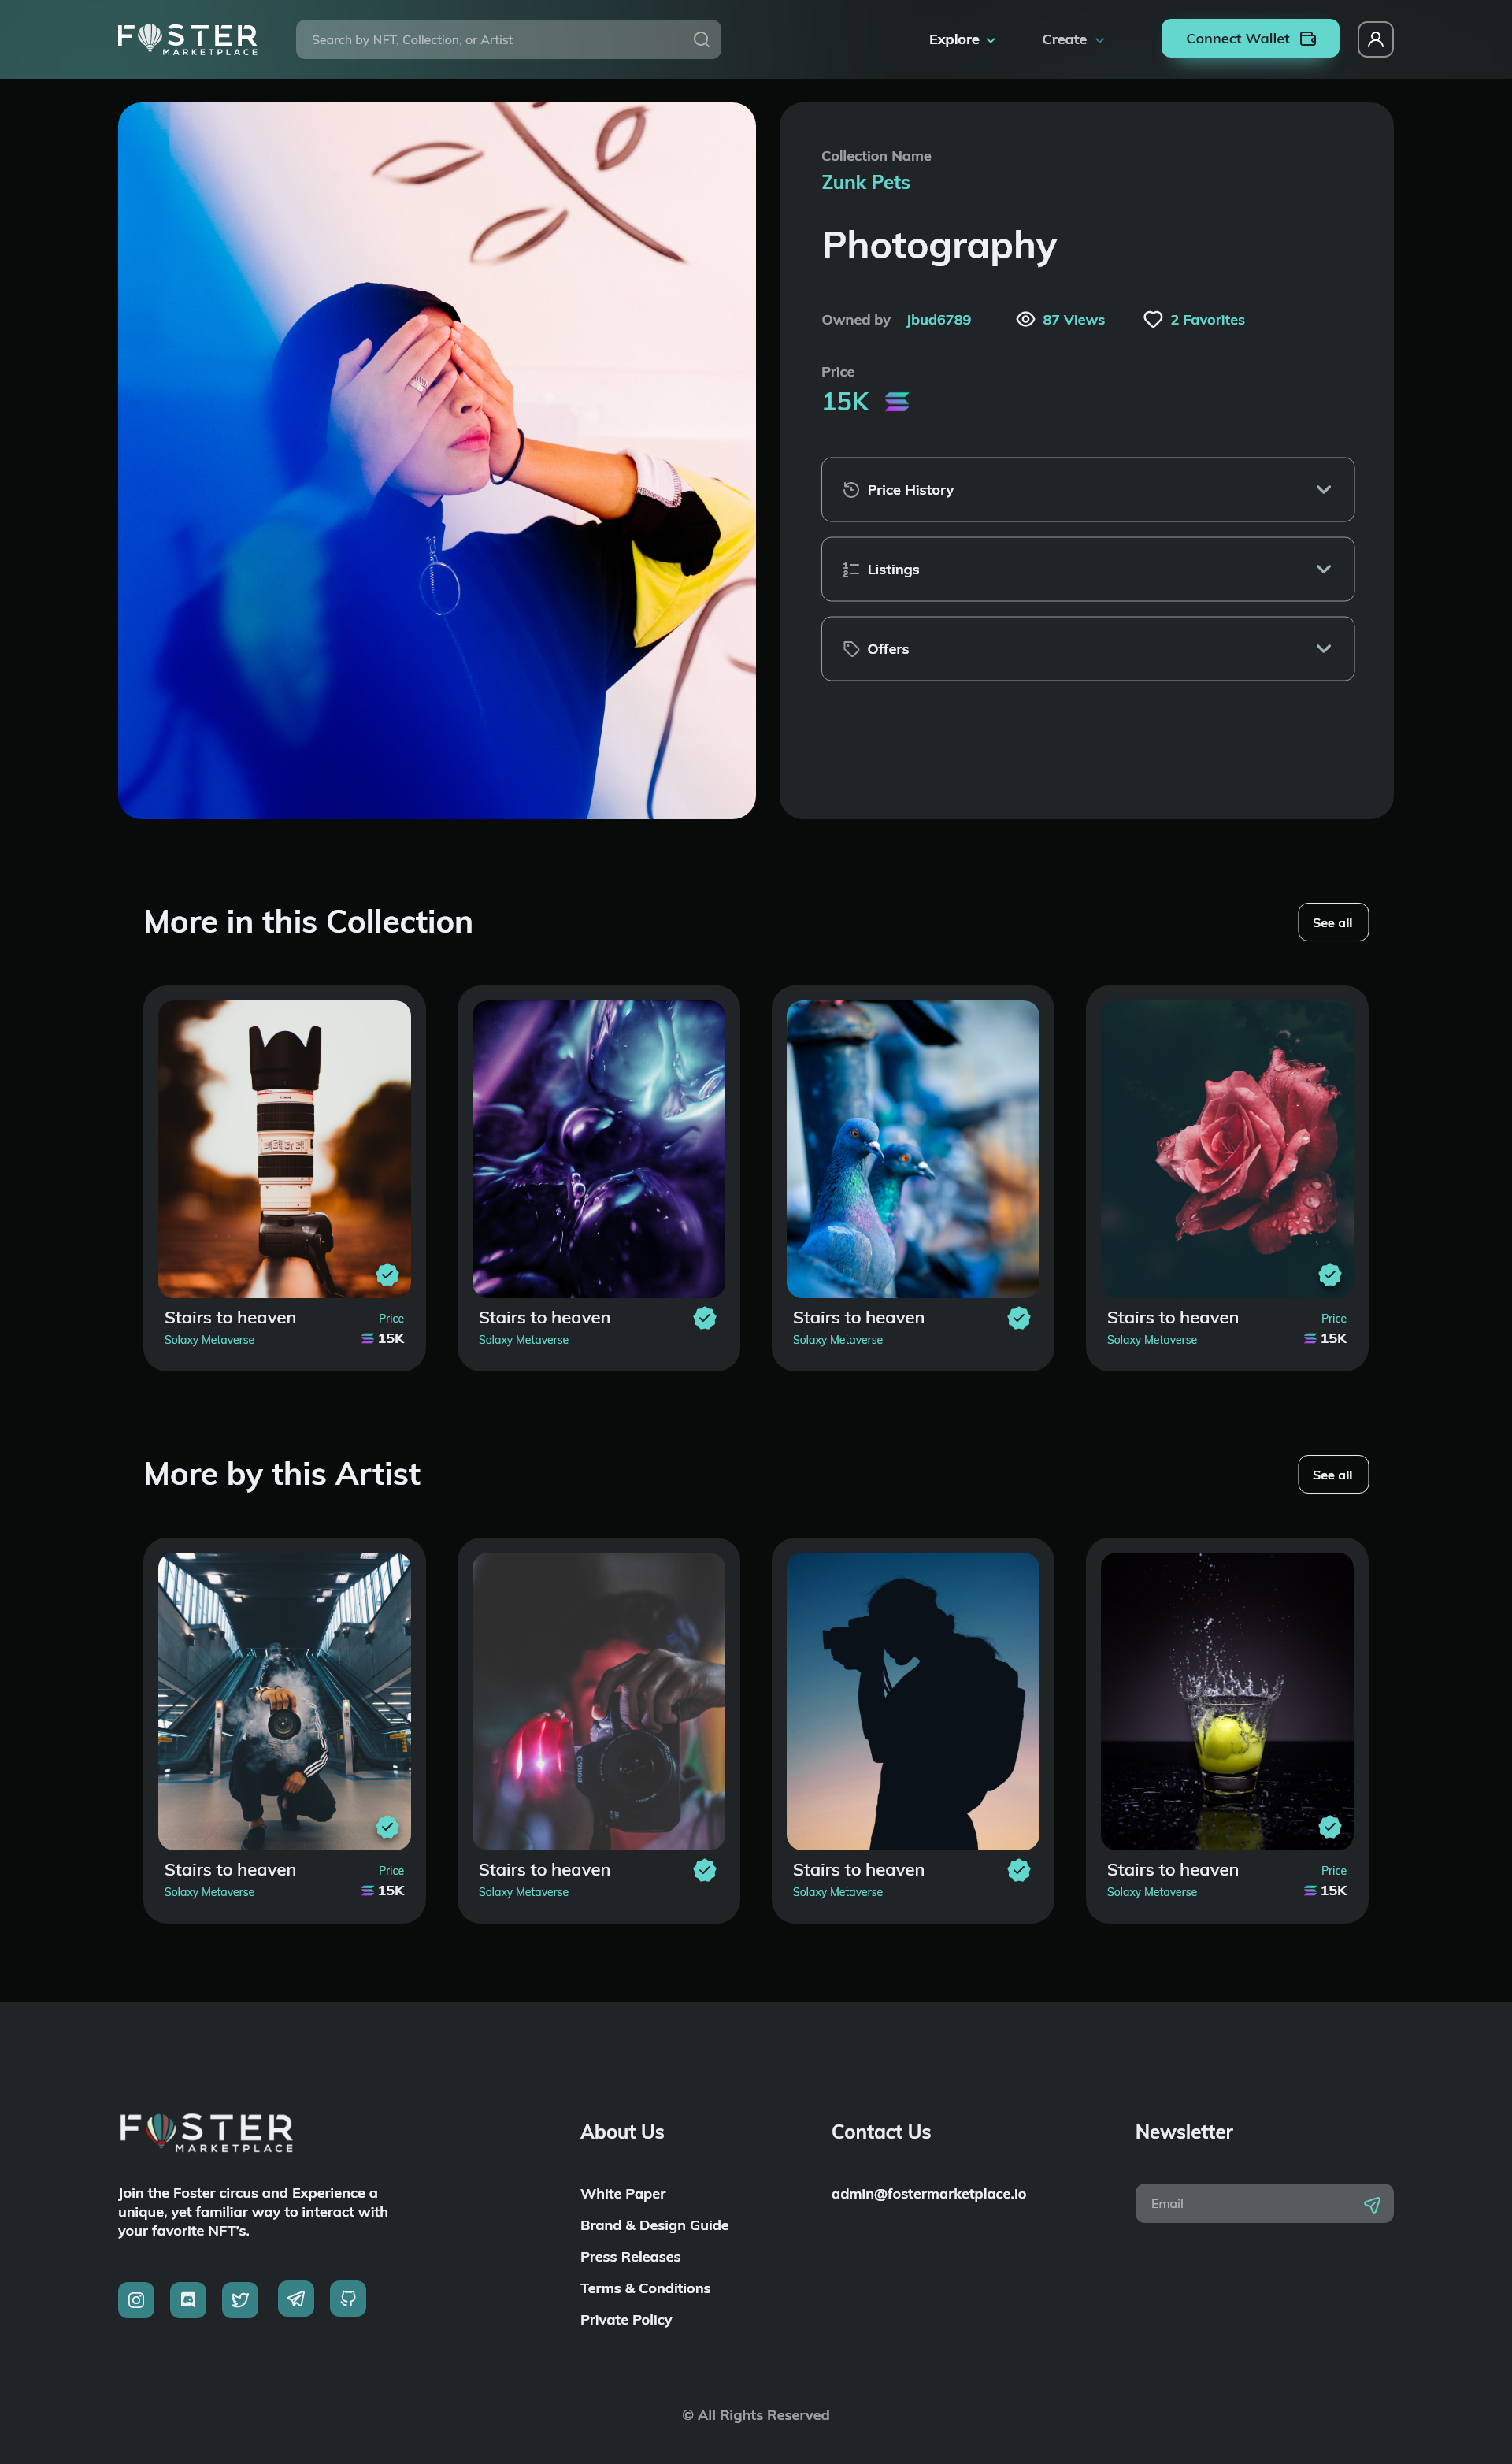 FOSTER
MARKETPLACE
Search by NFT, Collection, or Artist
Explore
Create
Connect Wallet
Collection Name
Zunk Pets
Photography
Owned by Jbud6789 87 Views 2 Favorites
Price
15K
Price History
Listings
Offers
More in this Collection
See all
Stairs to heaven
Solaxy Metaverse
Price
15K
Stairs to heaven
Solaxy Metaverse
Stairs to heaven
Solaxy Metaverse
Stairs to heaven
Solaxy Metaverse
Price
15K
More by this Artist
See all
Canon
Stairs to heaven
Solaxy Metaverse
Price
15K
Stairs to heaven
Solaxy Metaverse
Stairs to heaven
Solaxy Metaverse
Stairs to heaven
Solaxy Metaverse
Price
15K
FOSTER
MARKETPLACE
Join the Foster circus and Experience a
unique, yet familiar way to interact with
your favorite NFT's.
About Us
White Paper
Brand & Design Guide
Press Releases
Terms & Conditions
Private Policy
Contact Us
admin@fostermarketplace.io
Newsletter
Email
© All Rights Reserved